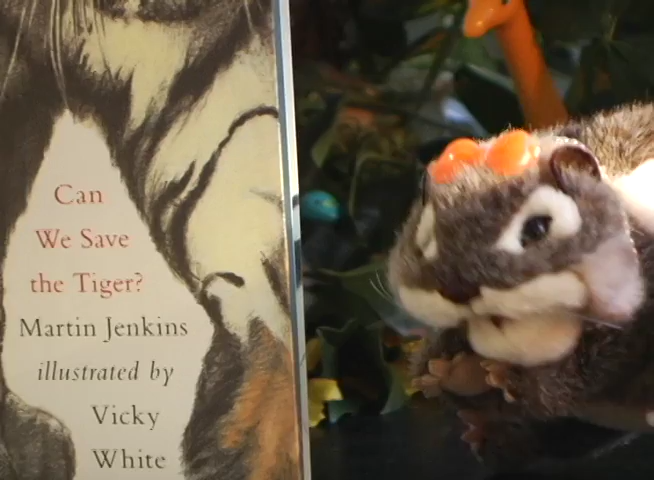 Can
We Save
the Tiger?
Martin Jenkins
illustrated by
Vicky
White